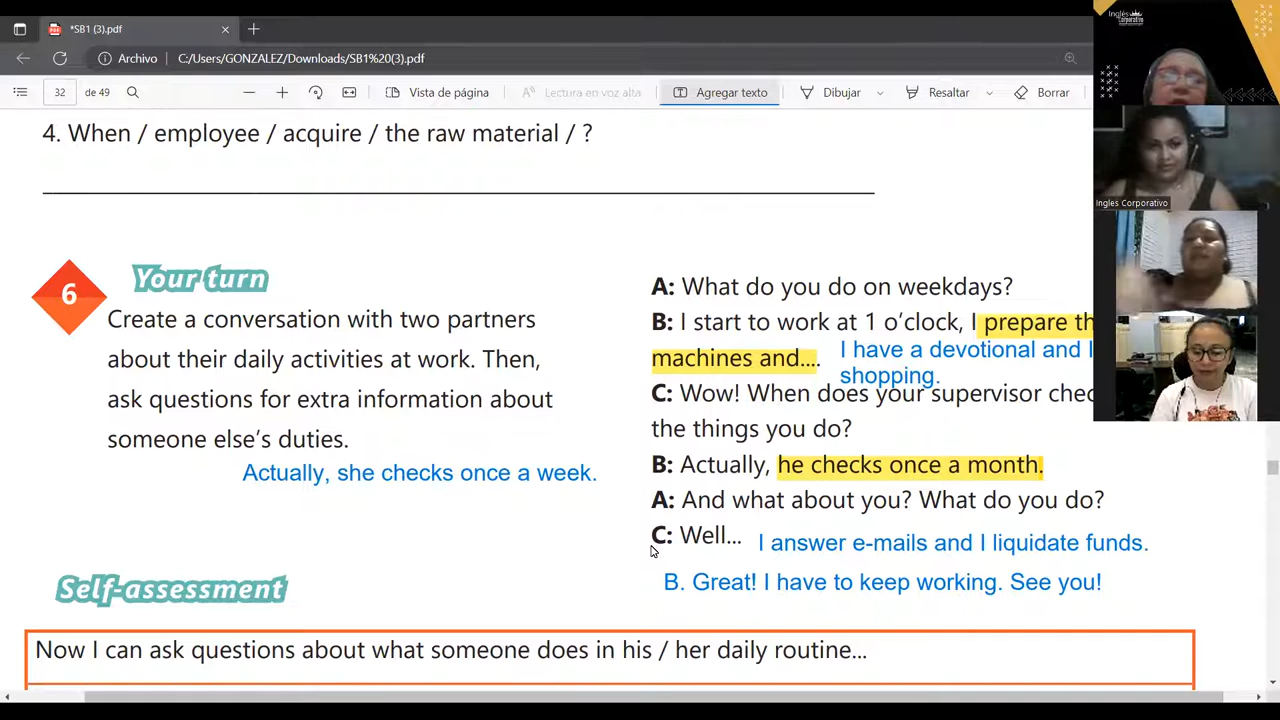 *SB1 (3).pdf
Archivo
C:/Users/GONZALEZ/Downloads/SB1%20(3).pdf
32
de 49
Vista de página
Lectura en voz alta
Agregar texto
Dibujar
Resaltar
Borrar
Inglés
Corporativo
Ingles Corporativo
4. When / employee / acquire / the raw material / ?
6
Your turn
Create a conversation with two partners
about their daily activities at work. Then,
ask questions for extra information about
someone else's duties.
Actually, she checks once a week.
A: What do you do on weekdays?
B: I start to work at 1 o'clock, I prepare th
machines and....
I have a devotional and I
shopping.
C: Wow! When does your supervisor chec
the things you do?
B: Actually, he checks once a month.
A: And what about you? What do you do?
C: Well...
I answer e-mails and I liquidate funds.
B. Great! I have to keep working. See you!
Self-assessment
Now I can ask questions about what someone does in his / her daily routine...